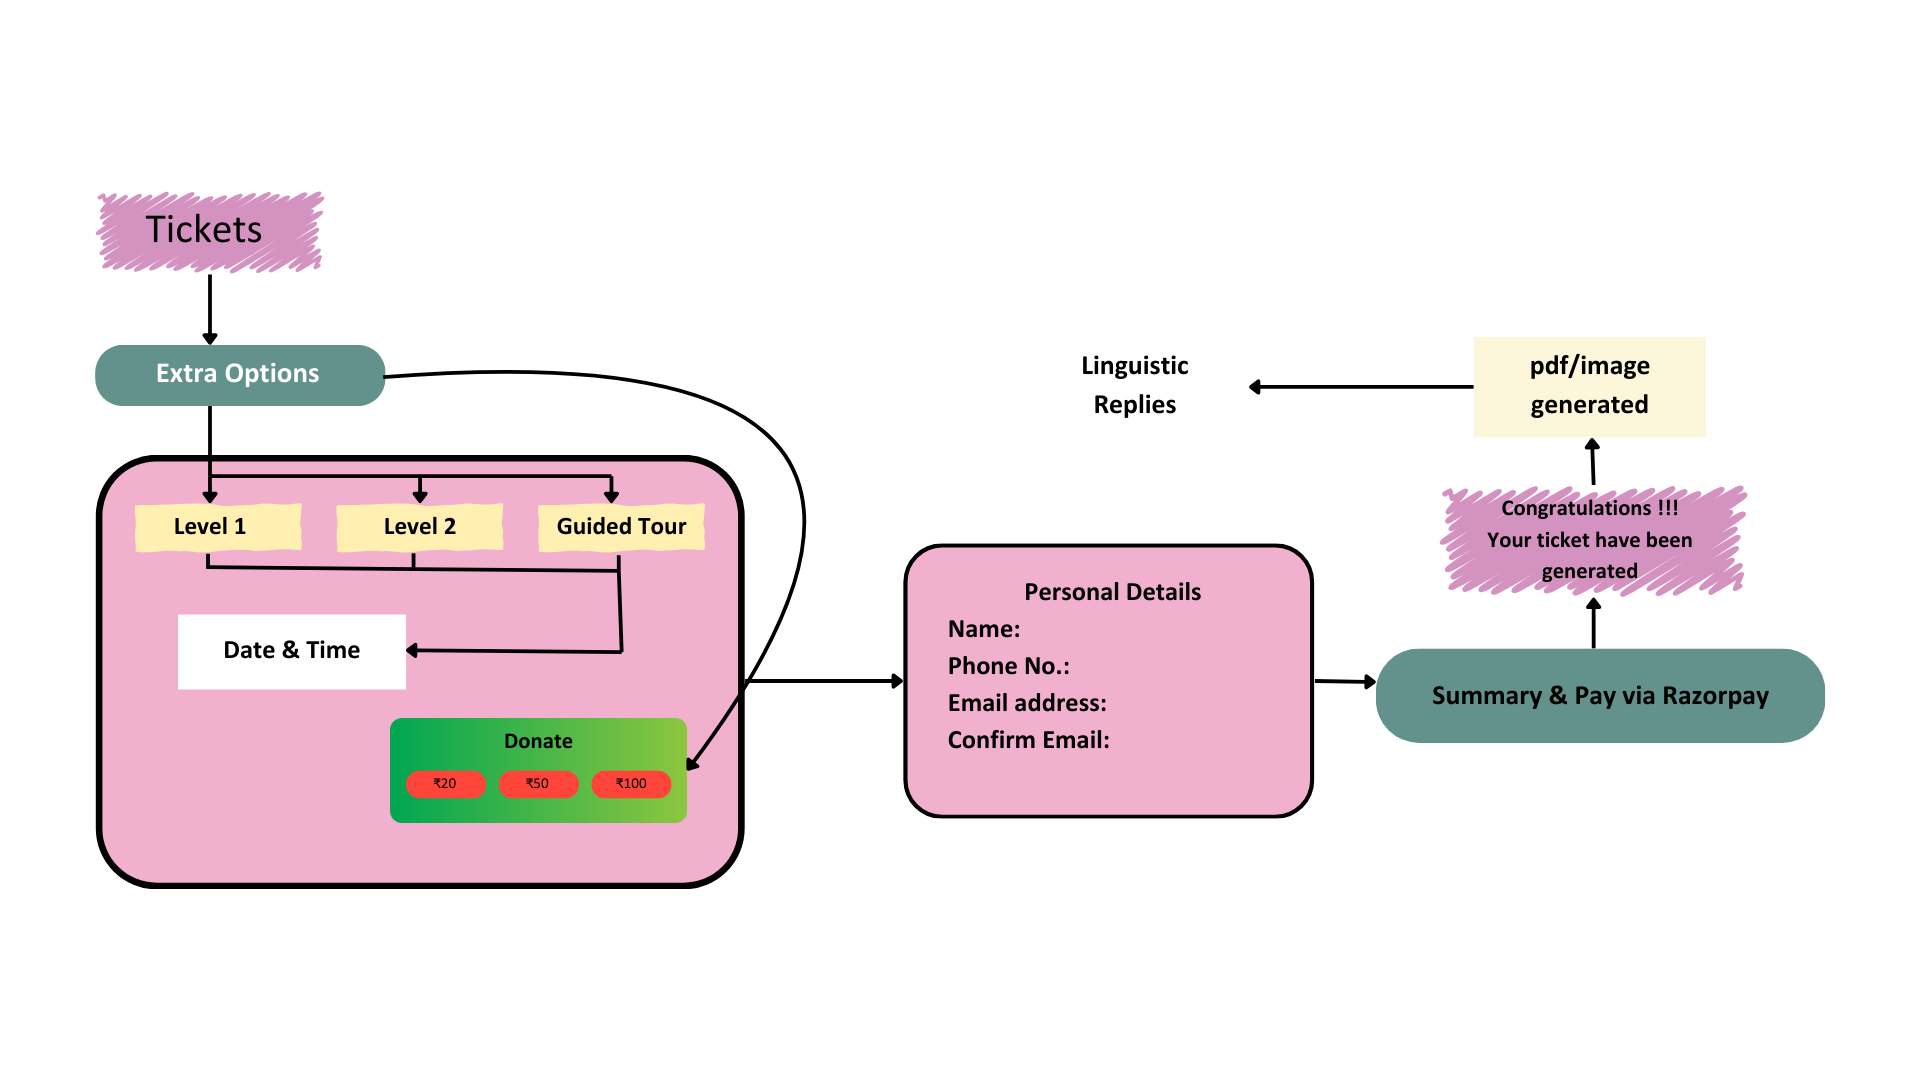 Tickets
Extra Options
Level 1
Level 2
Guided Tour
Date & Time
Donate
₹20
₹50
₹100
Personal Details
Name:
Phone No.:
Email address:
Confirm Email:
Summary & Pay via Razorpay
Congratulations !!!
Your ticket have been
generated
pdf/image
generated
Linguistic
Replies